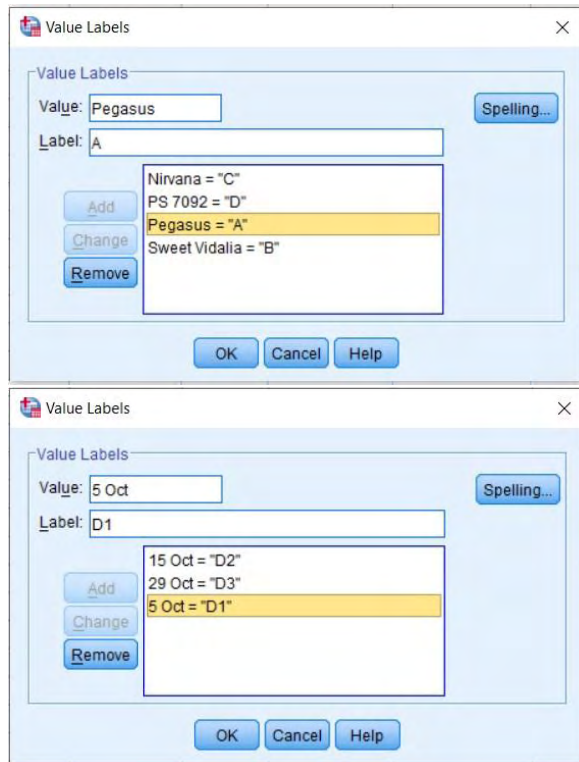 Value Labels
Value Labels
Value: Pegasus
Spelling...
Label: A
Nirvana = "C"
PS 7092 = "D"
Pegasus = "A"
Sweet Vidalia = "B"
Add
Change
Remove
OK Cancel Help
Value Labels
Value Labels
Value: 5 Oct
Spelling...
Label: D1
15 Oct = "D2"
29 Oct = "D3"
5 Oct = "D1"
Add
Change
Remove
OK Cancel Help